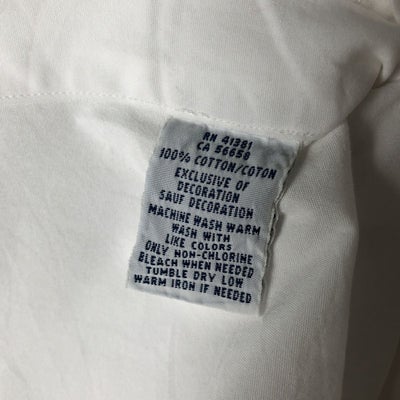 RN 41381
CA 56658
100% COTTON/COTON
EXCLUSIVE OF
DECORATION
SAUF DECORATION
MACHINE WASH WARM
WASH WITH
LIKE COLORS
ONLY NON-CHLORINE
BLEACH WHEN NEEDED
TUMBLE DRY LOW
WARM IRON IF NEEDED